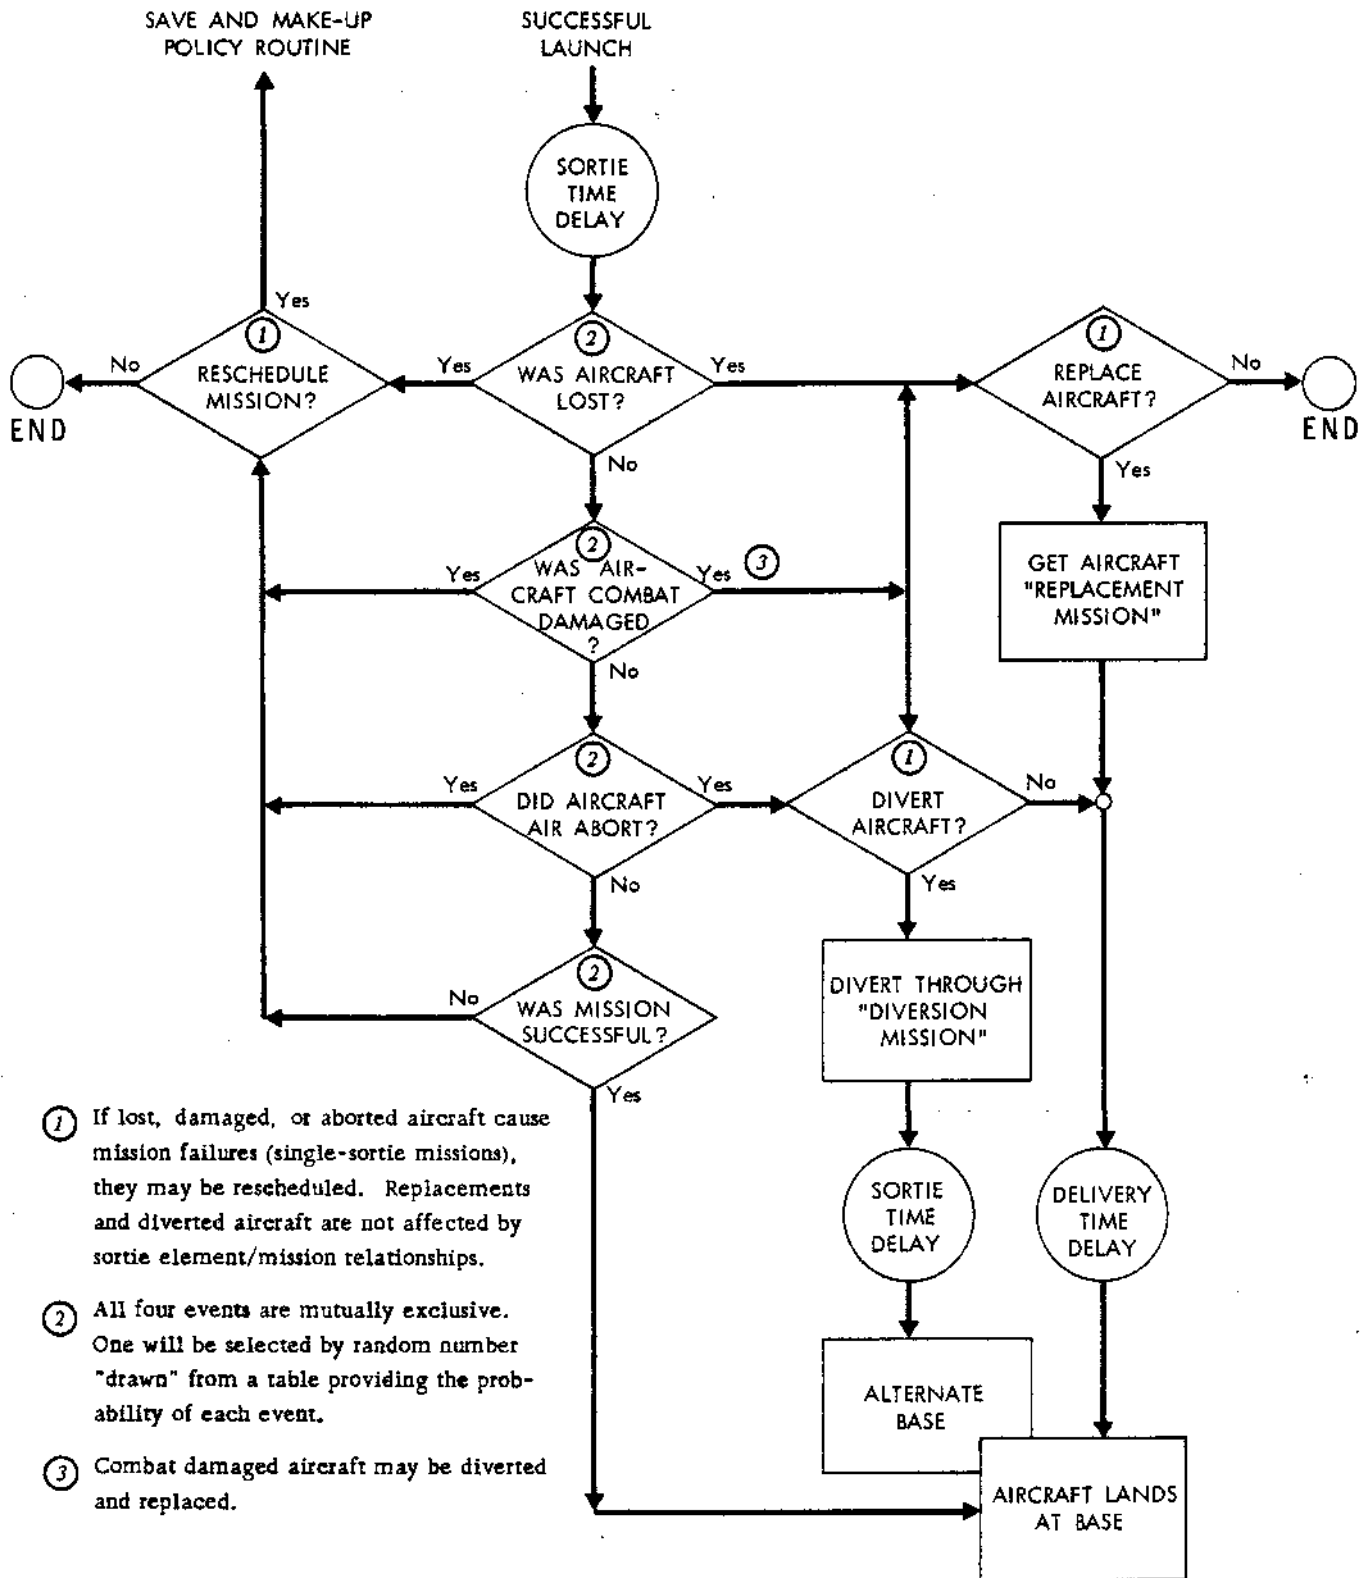 SAVE AND MAKE-UP
POLICY ROUTINE
SUCCESSFUL
LAUNCH
SORTIE
TIME
DELAY
Yes
1
RESCHEDULE
MISSION?
No
END
Yes
2
WAS AIRCRAFT
LOST?
Yes
No
1
REPLACE
AIRCRAFT?
No
END
Yes
2
WAS AIR-
CRAFT COMBAT
DAMAGED
?
Yes
Yes
3
No
GET AIRCRAFT
"REPLACEMENT
MISSION"
2
DID AIRCRAFT
AIR ABORT?
Yes
Yes
No
1
DIVERT
AIRCRAFT?
No
Yes
2
WAS MISSION
SUCCESSFUL?
No
Yes
DIVERT THROUGH
"DIVERSION
MISSION"
SORTIE
TIME
DELAY
DELIVERY
TIME
DELAY
ALTERNATE
BASE
AIRCRAFT LANDS
AT BASE
1 If lost, damaged, or aborted aircraft cause
mission failures (single-sortie missions),
they may be rescheduled. Replacements
and diverted aircraft are not affected by
sortie element/mission relationships.
2 All four events are mutually exclusive.
One will be selected by random number
"drawn" from a table providing the prob-
ability of each event.
3 Combat damaged aircraft may be diverted
and replaced.